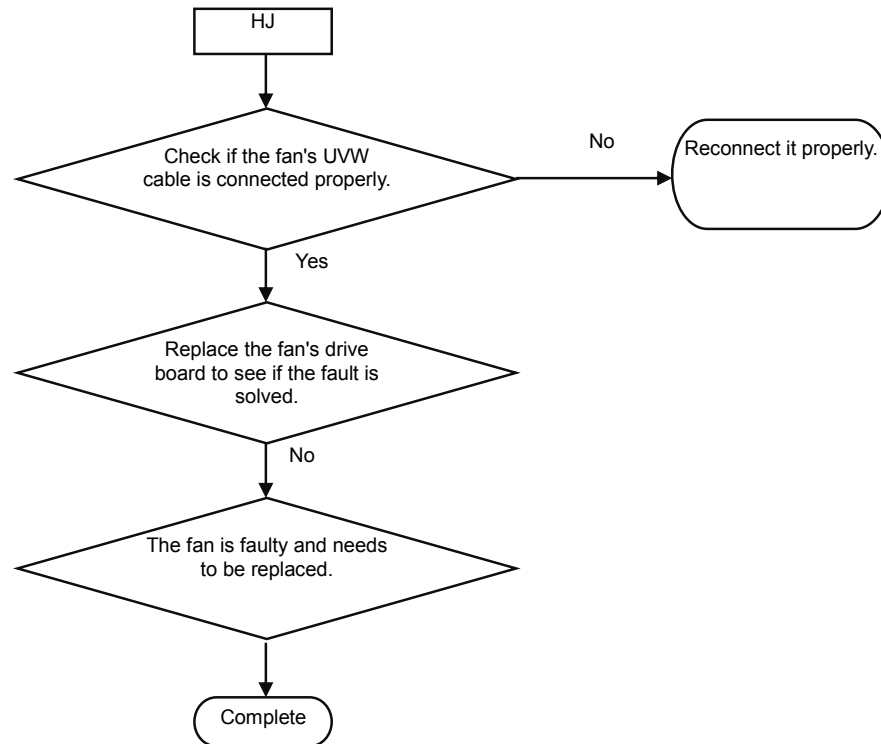 HJ
Check if the fan's UVW
cable is connected properly.
No
Reconnect it properly.
Yes
Replace the fan's drive
board to see if the fault is
solved.
No
The fan is faulty and needs
to be replaced.
Complete